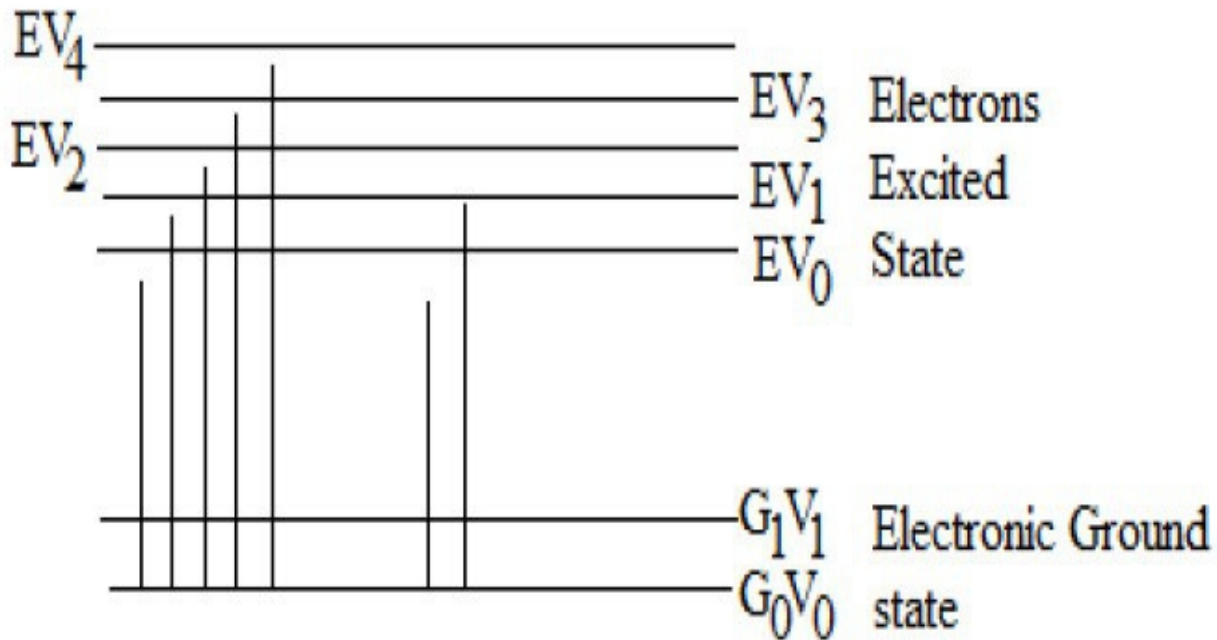 EV₄
EV₃ Electrons
EV₂
EV₁ Excited
EV₀ State
G₁V₁ Electronic Ground
G₀V₀ state